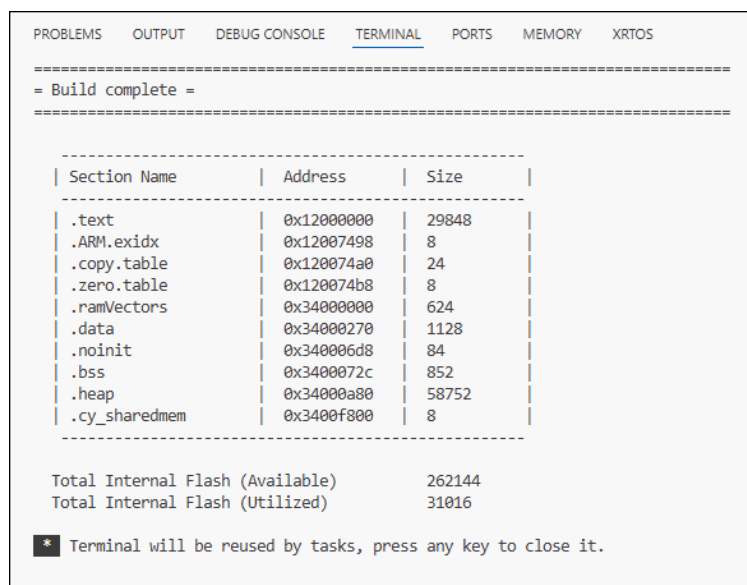 PROBLEMS OUTPUT DEBUG CONSOLE TERMINAL PORTS MEMORY XRTOS
==============================================================================
= Build complete =
==============================================================================
----------------------------------------------------
| Section Name | Address | Size |
----------------------------------------------------
| .text | 0x12000000 | 29848 |
| .ARM.exidx | 0x12007498 | 8 |
| .copy.table | 0x120074a0 | 24 |
| .zero.table | 0x120074b8 | 8 |
| .ramVectors | 0x34000000 | 624 |
| .data | 0x34000270 | 1128 |
| .noinit | 0x340006d8 | 84 |
| .bss | 0x3400072c | 852 |
| .heap | 0x34000a80 | 58752 |
| .cy_sharedmem | 0x3400f800 | 8 |
----------------------------------------------------
Total Internal Flash (Available) 262144
Total Internal Flash (Utilized) 31016
* Terminal will be reused by tasks, press any key to close it.